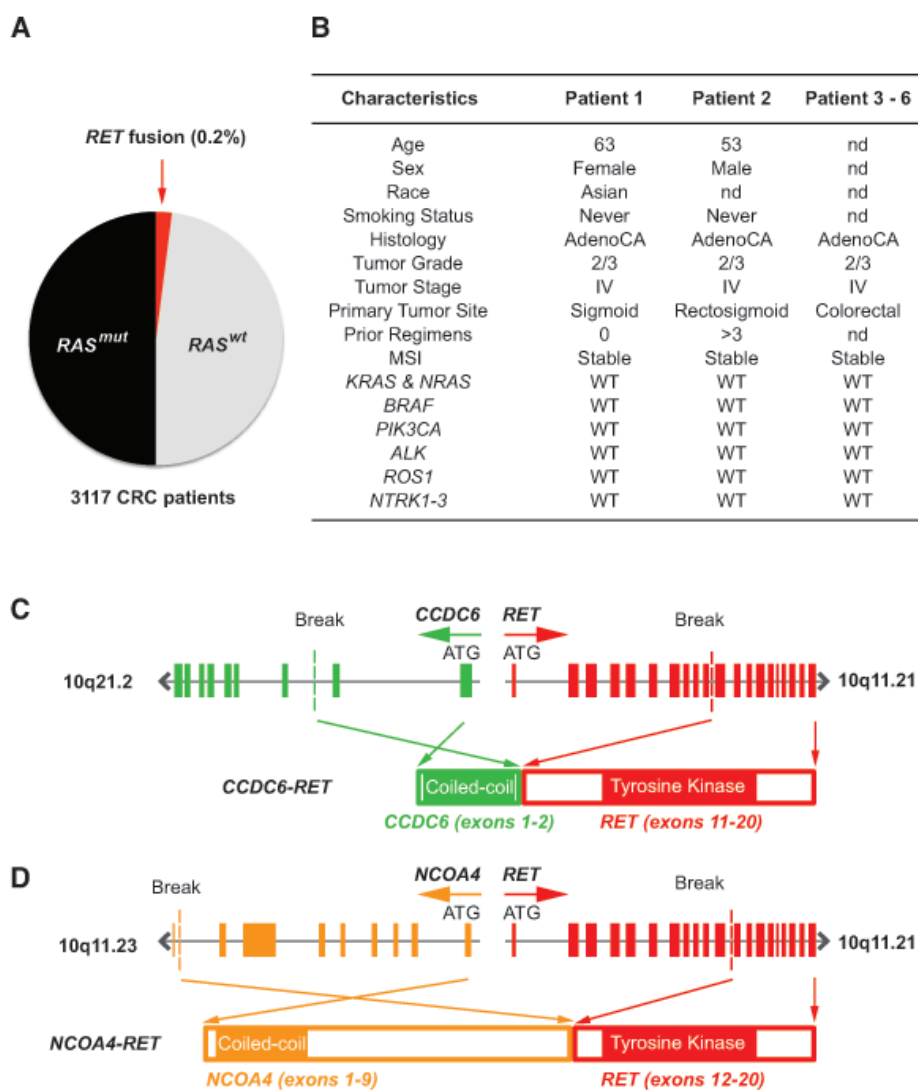 A
RET fusion (0.2%)
RASmut
RASwt
3117 CRC patients
B
Characteristics Patient 1 Patient 2 Patient 3 - 6
Age 63 53 nd
Sex Female Male nd
Race Asian nd nd
Smoking Status Never Never nd
Histology AdenoCA AdenoCA AdenoCA
Tumor Grade 2/3 2/3 2/3
Tumor Stage IV IV IV
Primary Tumor Site Sigmoid Rectosigmoid Colorectal
Prior Regimens 0 >3 nd
MSI Stable Stable Stable
KRAS & NRAS WT WT WT
BRAF WT WT WT
PIK3CA WT WT WT
ALK WT WT WT
ROS1 WT WT WT
NTRK1-3 WT WT WT
C
Break CCDC6 RET Break
ATG ATG
10q21.2 10q11.21
CCDC6-RET Coiled-coil Tyrosine Kinase
CCDC6 (exons 1-2) RET (exons 11-20)
D
Break NCOA4 RET Break
ATG ATG
10q11.23 10q11.21
NCOA4-RET Coiled-coil Tyrosine Kinase
NCOA4 (exons 1-9) RET (exons 12-20)